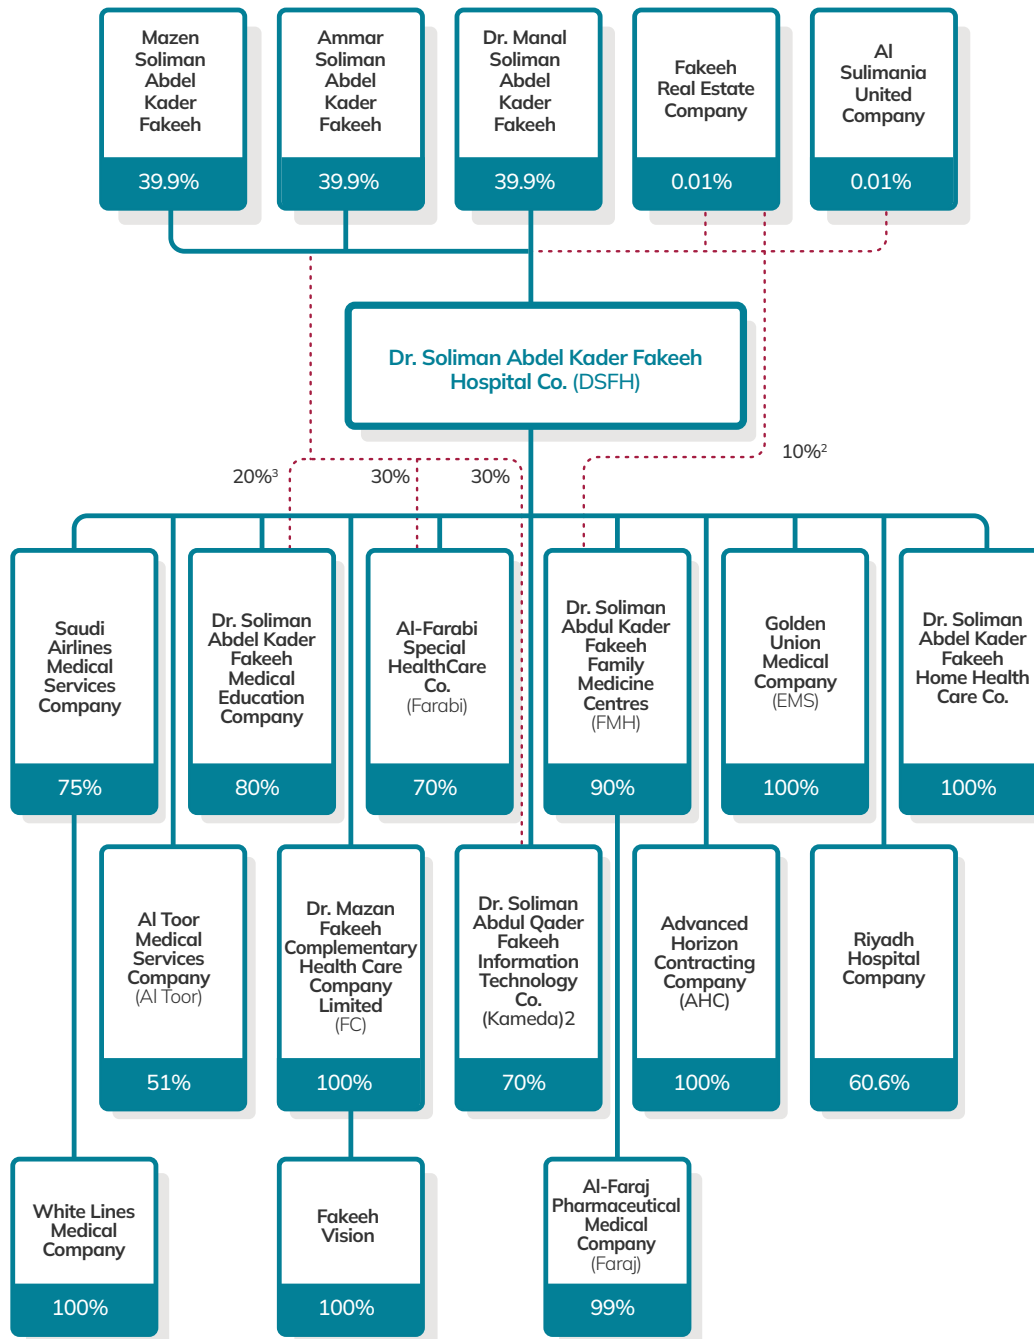 Mazen
Soliman
Abdel
Kader
Fakeeh
39.9%
Ammar
Soliman
Abdel
Kader
Fakeeh
39.9%
Dr. Manal
Soliman
Abdel
Kader
Fakeeh
39.9%
Fakeeh
Real Estate
Company
0.01%
Al
Sulimania
United
Company
0.01%
Dr. Soliman Abdel Kader Fakeeh
Hospital Co. (DSFH)
20%³
30%
30%
10%²
Saudi
Airlines
Medical
Services
Company
75%
Dr. Soliman
Abdel Kader
Fakeeh
Medical
Education
Company
80%
Al-Farabi
Special
HealthCare
Co.
(Farabi)
70%
Dr. Soliman
Abdul Kader
Fakeeh
Family
Medicine
Centres
(FMH)
90%
Golden
Union
Medical
Company
(EMS)
100%
Dr. Soliman
Abdel Kader
Fakeeh
Home Health
Care Co.
100%
Al Toor
Medical
Services
Company
(Al Toor)
51%
Dr. Mazan
Fakeeh
Complementary
Health Care
Company
Limited
(FC)
100%
Dr. Soliman
Abdul Qader
Fakeeh
Information
Technology
Co.
(Kameda)2
70%
Advanced
Horizon
Contracting
Company
(AHC)
100%
Riyadh
Hospital
Company
60.6%
White Lines
Medical
Company
100%
Fakeeh
Vision
100%
Al-Faraj
Pharmaceutical
Medical
Company
(Faraj)
99%